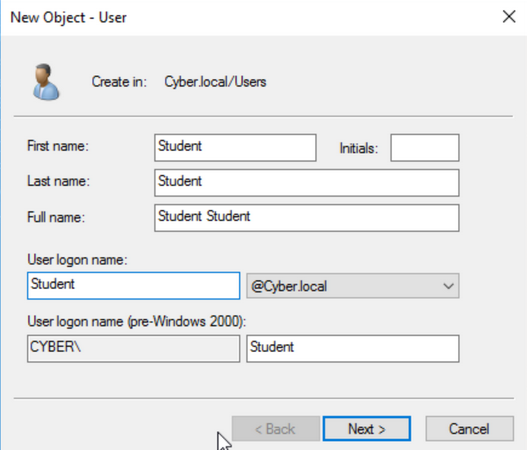 New Object - User
Create in: Cyber.local/Users
First name: Student Initials:
Last name: Student
Full name: Student Student
User logon name:
Student @Cyber.local
User logon name (pre-Windows 2000):
CYBER\ Student
< Back Next > Cancel